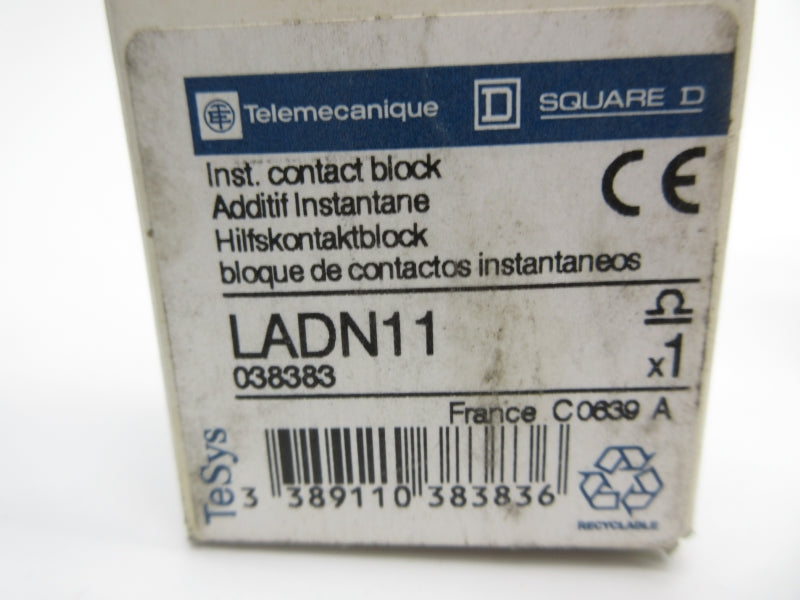 Telemecanique D SQUARE D
Inst. contact block
Additif Instantane
Hilfskontaktblock
bloque de contactos instantaneos
CE
LADN11
038383
x1
France C0639 A
TeSys
3 389110 383836
RECYCLABLE